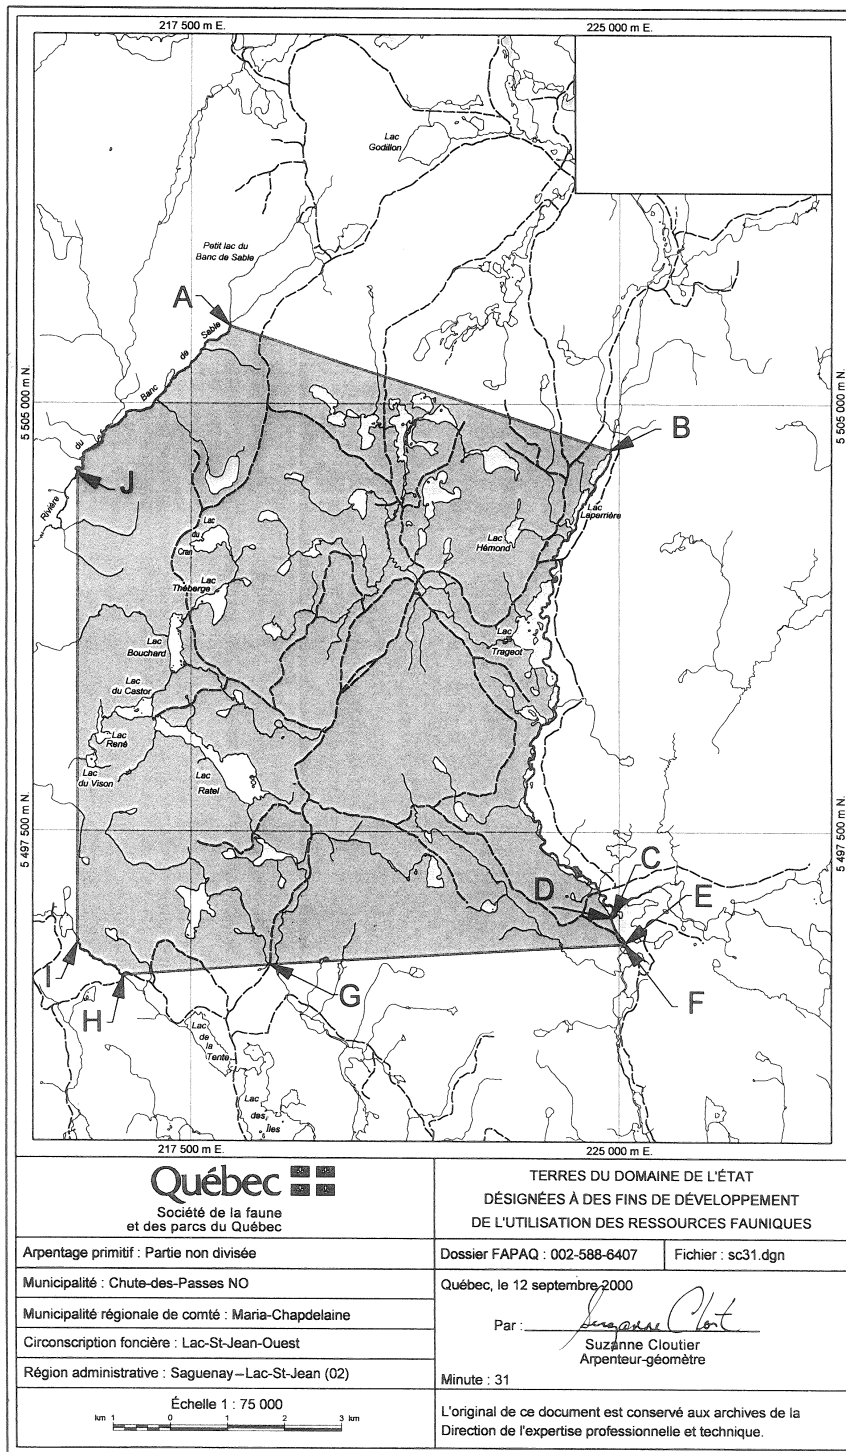 217 500 m E.
225 000 m E.
Lac
Godillon
Petit lac du
Banc de Sable
A
Rivière du Banc de Sable
5 505 000 m N.
5 505 000 m N.
B
J
Lac
Laperrière
Lac
du
Cran
Lac
Hémond
Lac
Théberge
Lac
Bouchard
Lac
Trageot
Lac
du Castor
Lac
René
Lac
du Vison
Lac
Ratel
5 497 500 m N.
5 497 500 m N.
C
D
E
I
G
F
H
Lac
de la
Tente
Lac
des
Îles
217 500 m E.
225 000 m E.
Québec
Société de la faune
et des parcs du Québec
TERRES DU DOMAINE DE L'ÉTAT
DÉSIGNÉES À DES FINS DE DÉVELOPPEMENT
DE L'UTILISATION DES RESSOURCES FAUNIQUES
Arpentage primitif : Partie non divisée
Dossier FAPAQ : 002-588-6407
Fichier : sc31.dgn
Municipalité : Chute-des-Passes NO
Québec, le 12 septembre 2000
Municipalité régionale de comté : Maria-Chapdelaine
Par : Suzanne Clout
Suzanne Cloutier
Arpenteur-géomètre
Circonscription foncière : Lac-St-Jean-Ouest
Région administrative : Saguenay–Lac-St-Jean (02)
Minute : 31
Échelle 1 : 75 000
km 1 0 1 2 3 km
L'original de ce document est conservé aux archives de la
Direction de l'expertise professionnelle et technique.